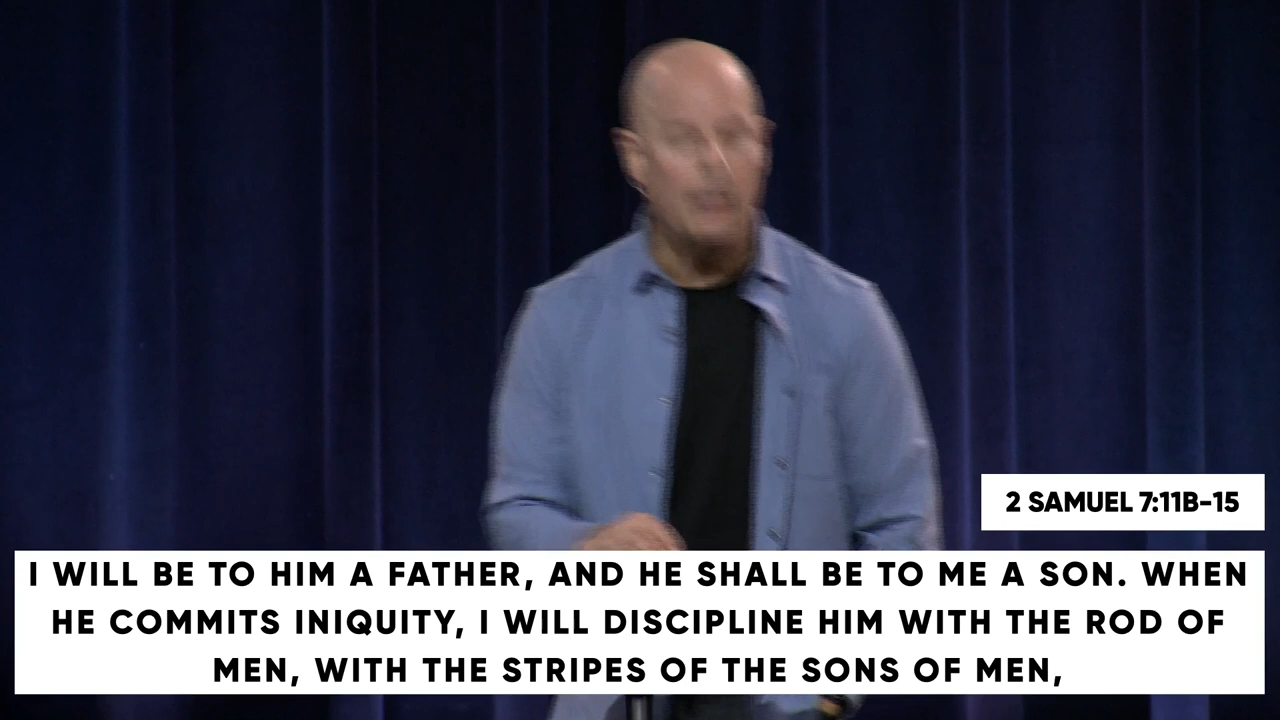 2 SAMUEL 7:11B-15
I WILL BE TO HIM A FATHER, AND HE SHALL BE TO ME A SON. WHEN
HE COMMITS INIQUITY, I WILL DISCIPLINE HIM WITH THE ROD OF
MEN, WITH THE STRIPES OF THE SONS OF MEN,